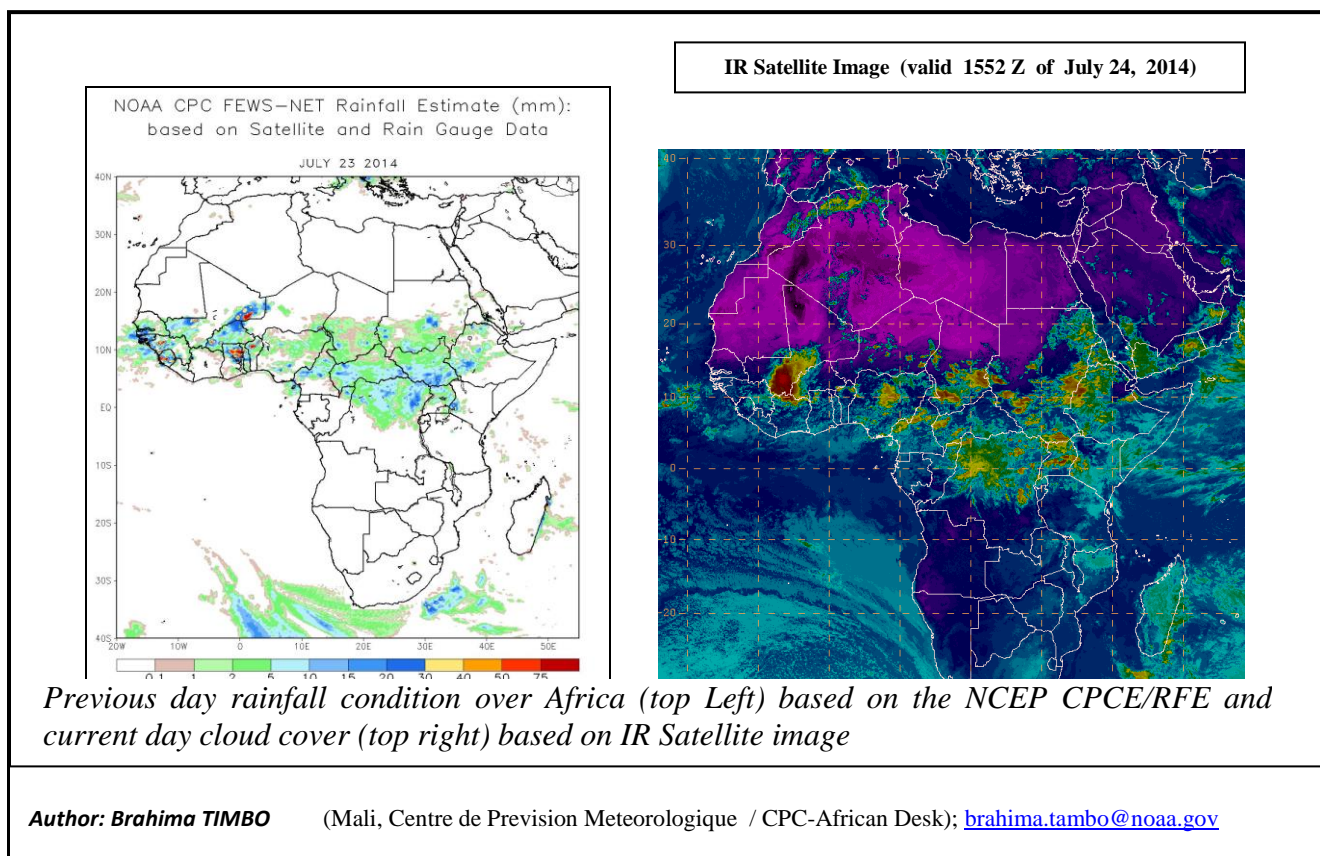 IR Satellite Image (valid 1552 Z of July 24, 2014)
NOAA CPC FEWS-NET Rainfall Estimate (mm):
based on Satellite and Rain Gauge Data
JULY 23 2014
40N
30N
20N
10N
EQ
10S
20S
30S
40S
20W 10W 0 10E 20E 30E 40E 50E
0.1 1 2 5 10 15 20 30 40 50 75
40
30
20
10
0
-10
-20
Previous day rainfall condition over Africa (top Left) based on the NCEP CPCE/RFE and
current day cloud cover (top right) based on IR Satellite image
Author: Brahima TIMBO (Mali, Centre de Prevision Meteorologique / CPC-African Desk); brahima.tambo@noaa.gov